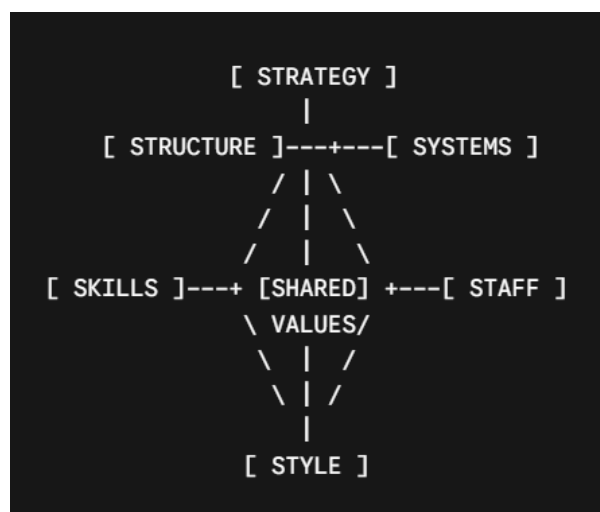 [ STRATEGY ]
|
[ STRUCTURE ]---+---[ SYSTEMS ]
/ | \
/ | \
/ | \
[ SKILLS ]---+ [SHARED] +---[ STAFF ]
\ VALUES/
\ | /
\ | /
|
[ STYLE ]